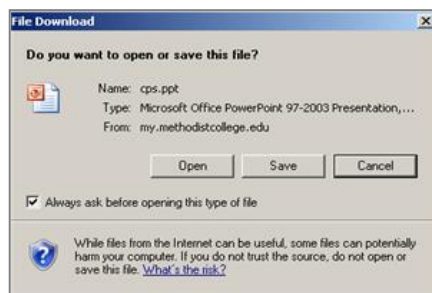 File Download
Do you want to open or save this file?
Name: cps.ppt
Type: Microsoft Office PowerPoint 97-2003 Presentation,...
From: my.methodistcollege.edu
Open Save Cancel
Always ask before opening this type of file
While files from the Internet can be useful, some files can potentially
harm your computer. If you do not trust the source, do not open or
save this file. What's the risk?